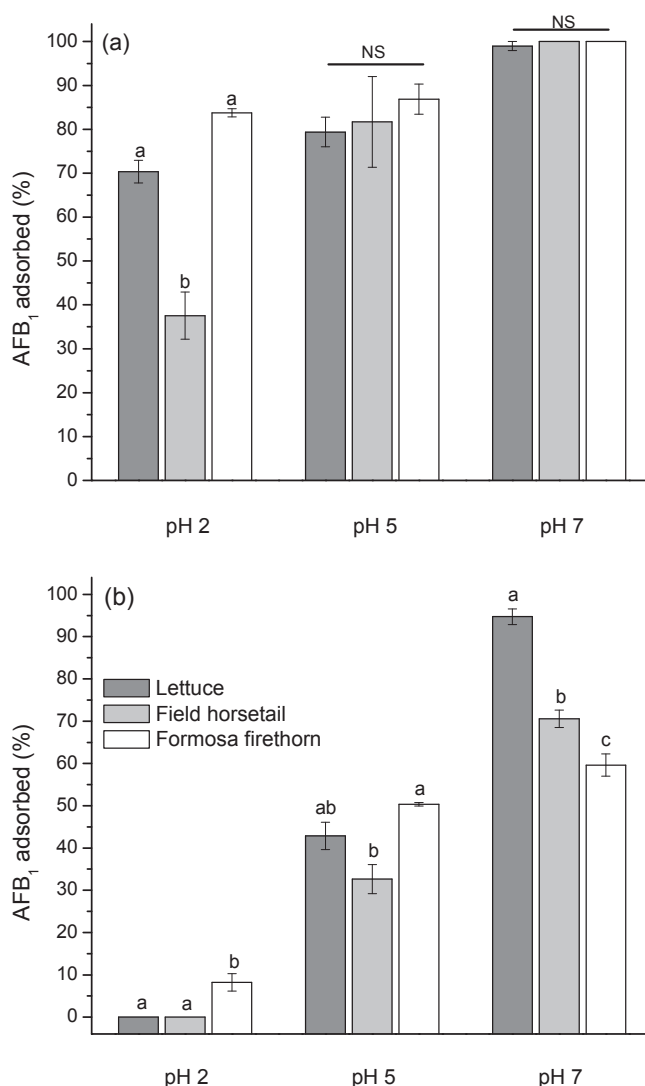 (a)
NS
NS
a
a
b
100
90
80
70
60
50
40
30
20
10
0
AFB₁ adsorbed (%)
pH 2 pH 5 pH 7
(b)
a
100
90
80
70
60
50
40
30
20
10
0
AFB₁ adsorbed (%)
Lettuce
Field horsetail
Formosa firethorn
b
c
a
ab
b
b
a a
pH 2 pH 5 pH 7